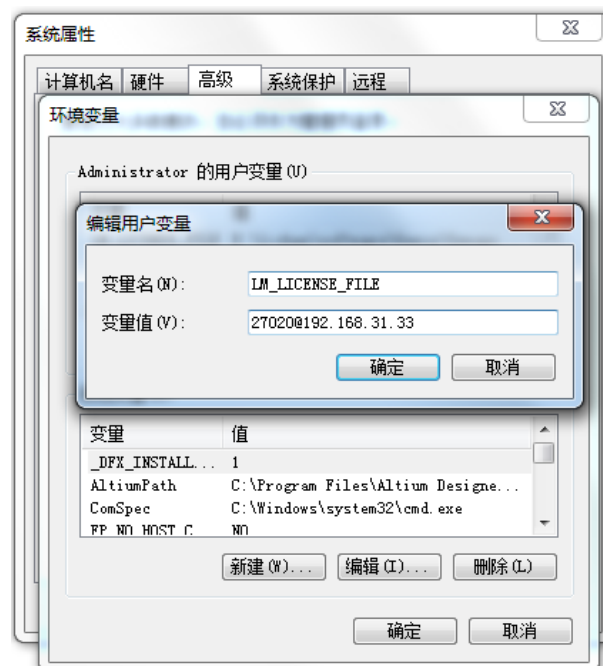 系统属性
计算机名 硬件 高级 系统保护 远程
环境变量
Administrator 的用户变量(U)
编辑用户变量
变量名(N): LM_LICENSE_FILE
变量值(V): 27020@192.168.31.33
确定 取消
变量 值
_DFX_INSTALL... 1
AltiumPath C:\Program Files\Altium Designe...
ComSpec C:\Windows\system32\cmd.exe
FP_NO_HOST_C NO
新建(W)... 编辑(I)... 删除(L)
确定 取消